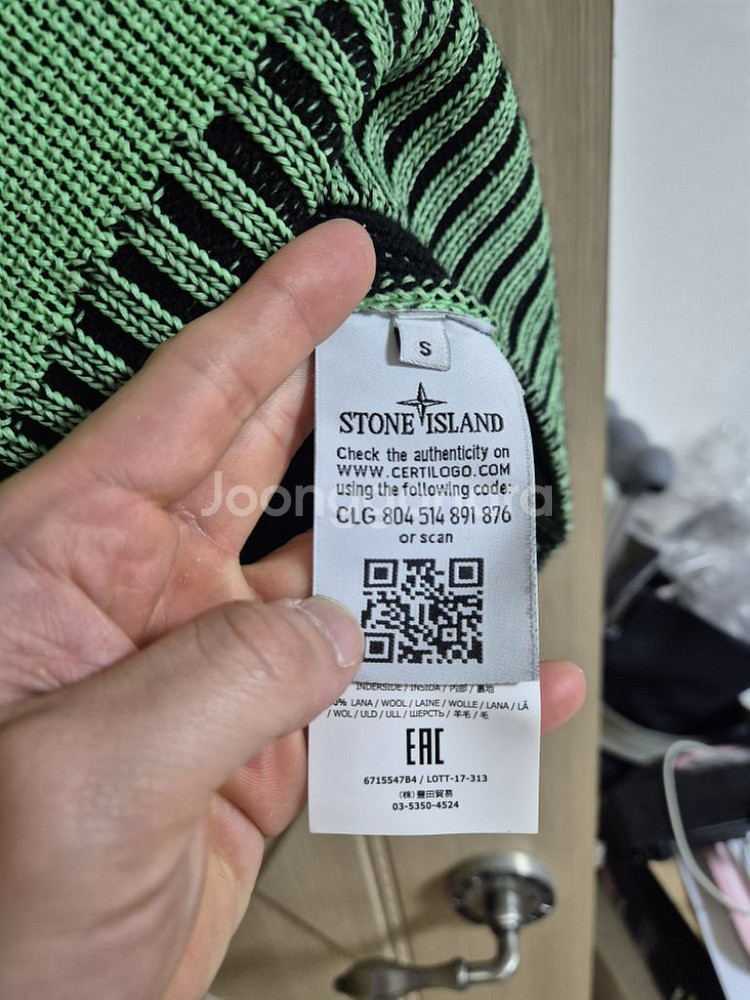 S
STONE ISLAND
Check the authenticity on
WWW.CERTILOGO.COM
using the following code:
CLG 804 514 891 876
or scan
INDERSIDE / INSIDA / 内部 / 裏地
0% LANA / WOOL / LAINE / WOLLE / LANA / LÃ
/ WOL / ULD / ULL / ШЕРСТЬ / 羊毛 / 毛
EAC
6715547B4 / LOTT-17-313
(株)豊田貿易
03-5350-4524